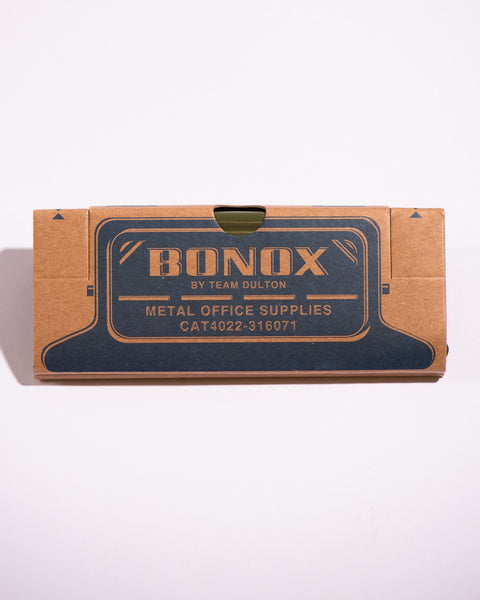 BONOX
BY TEAM DULTON
METAL OFFICE SUPPLIES
CAT4022-316071